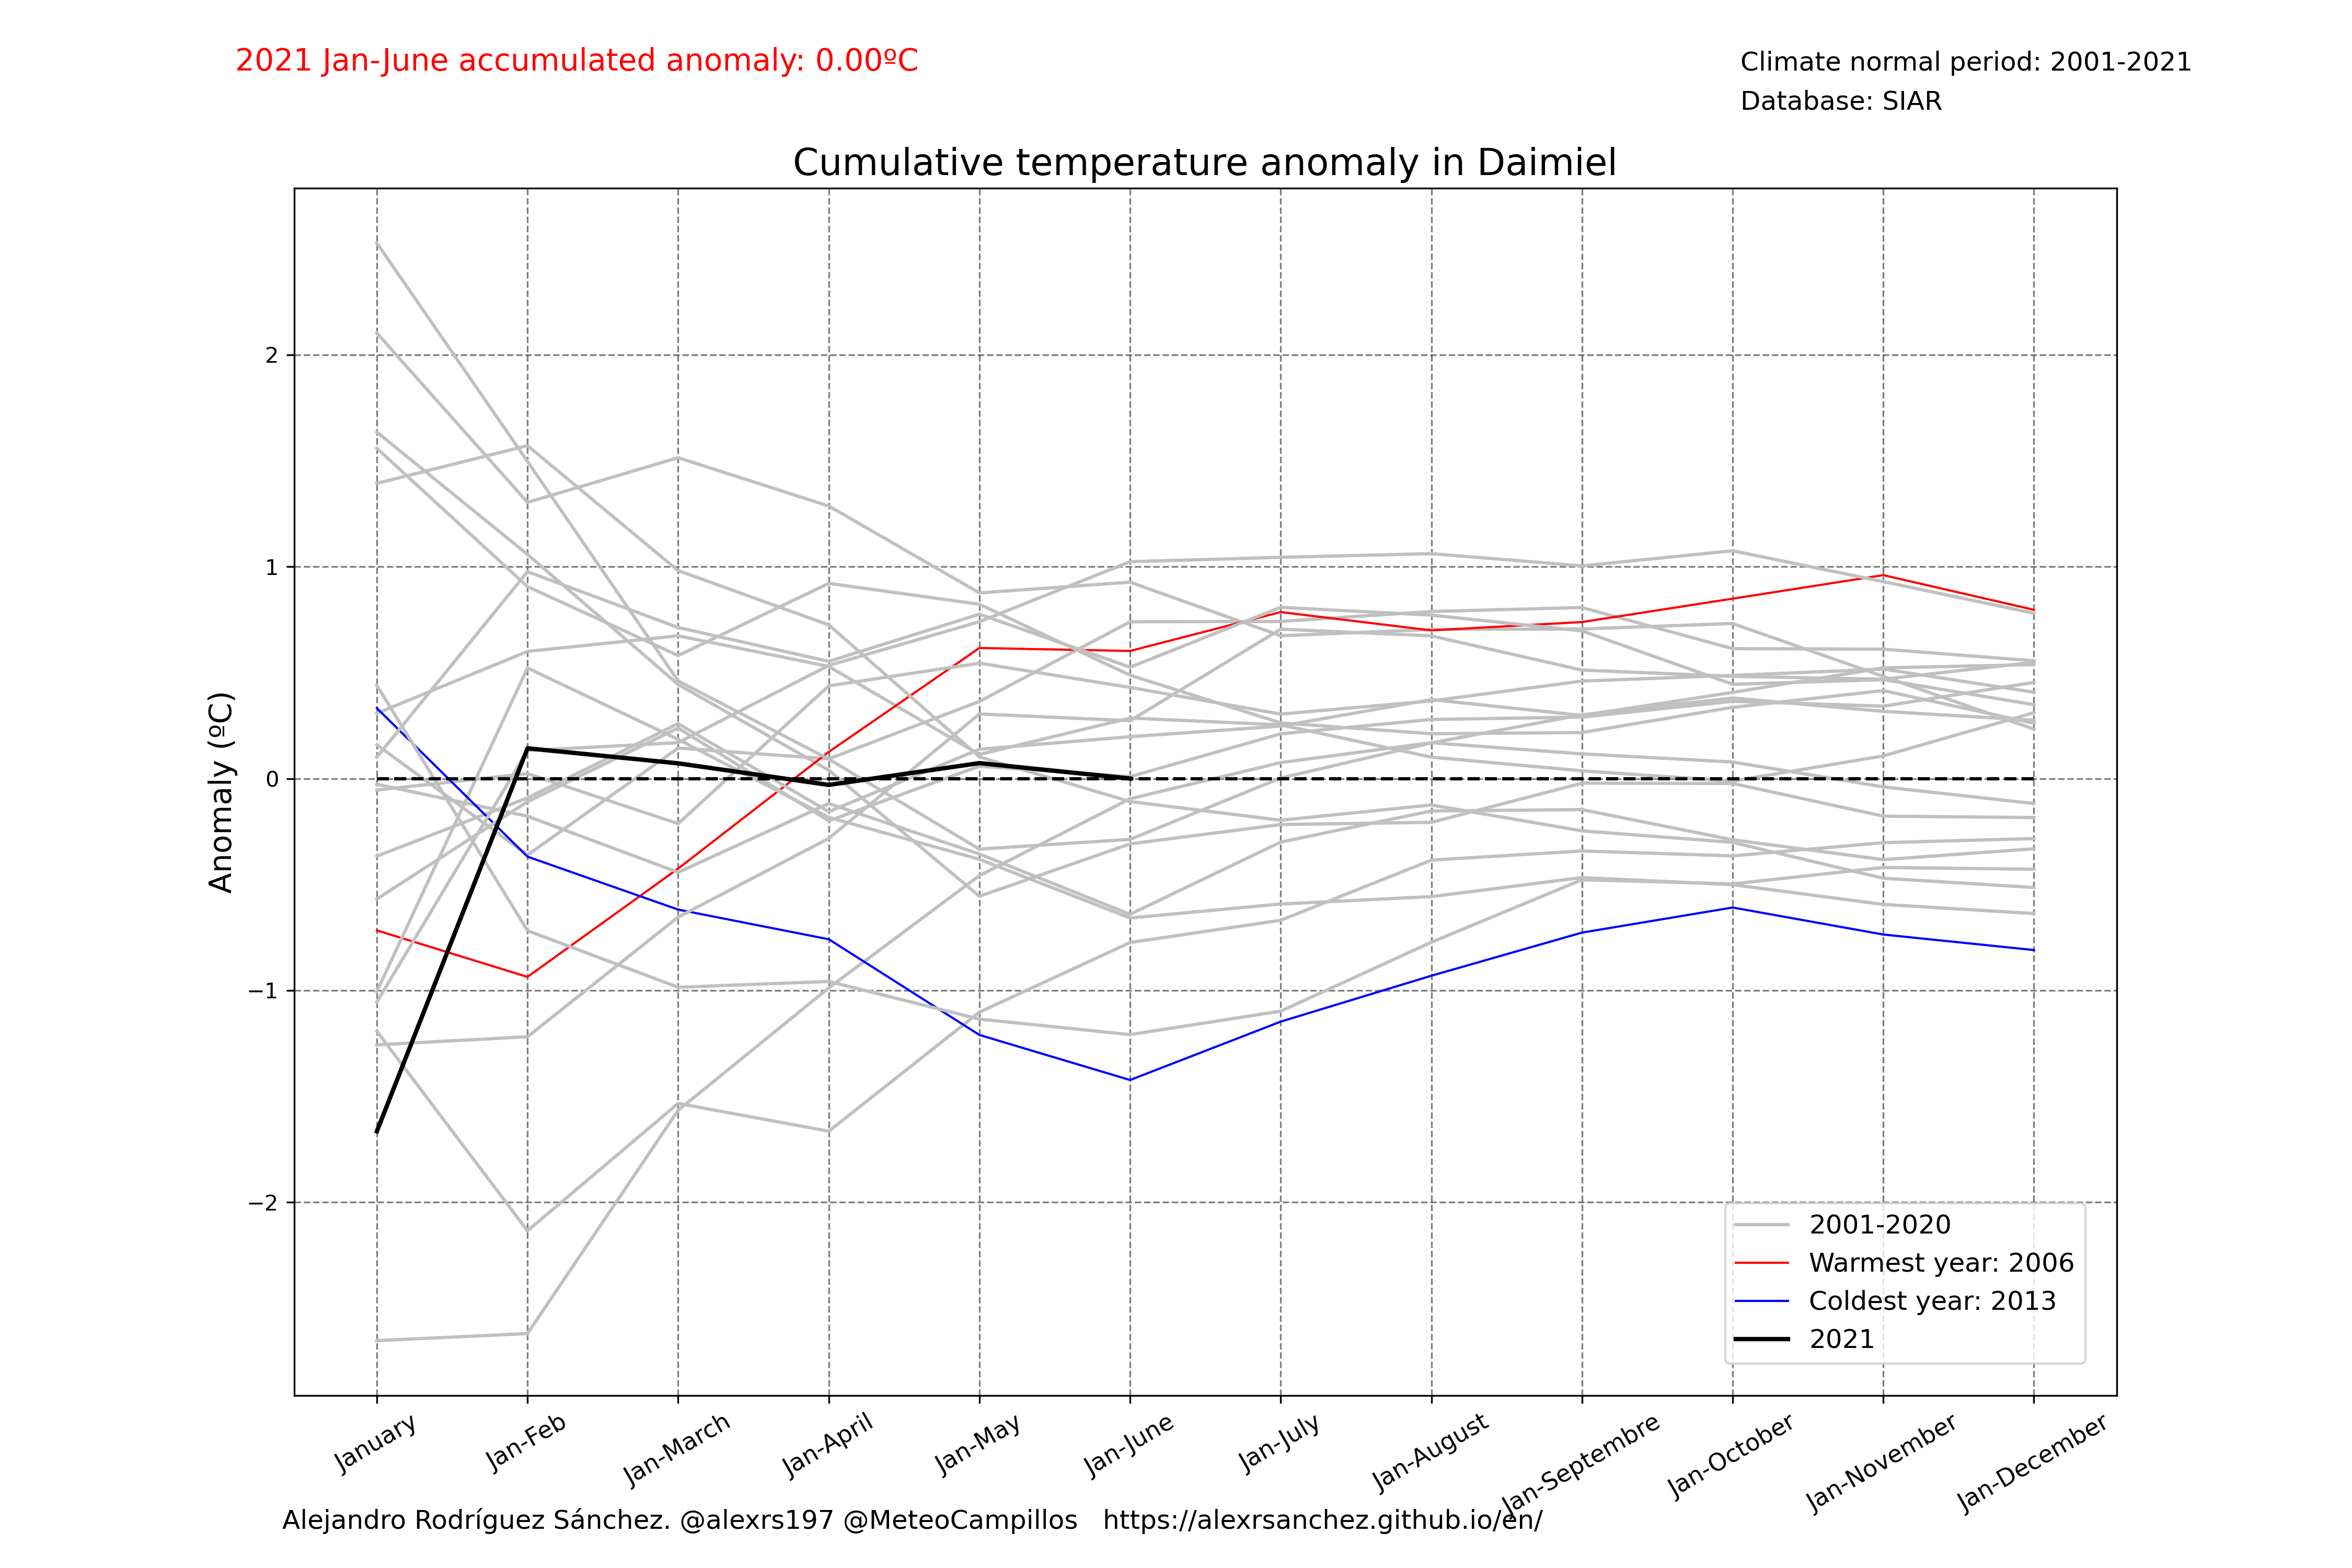 2021 Jan-June accumulated anomaly: 0.00ºC
Climate normal period: 2001-2021
Database: SIAR
Cumulative temperature anomaly in Daimiel
Anomaly (ºC)
2
1
0
−1
−2
2001-2020
Warmest year: 2006
Coldest year: 2013
2021
January
Jan-Feb
Jan-March
Jan-April
Jan-May
Jan-June
Jan-July
Jan-August
Jan-Septembre
Jan-October
Jan-November
Jan-December
Alejandro Rodríguez Sánchez. @alexrs197 @MeteoCampillos   https://alexrsanchez.github.io/en/